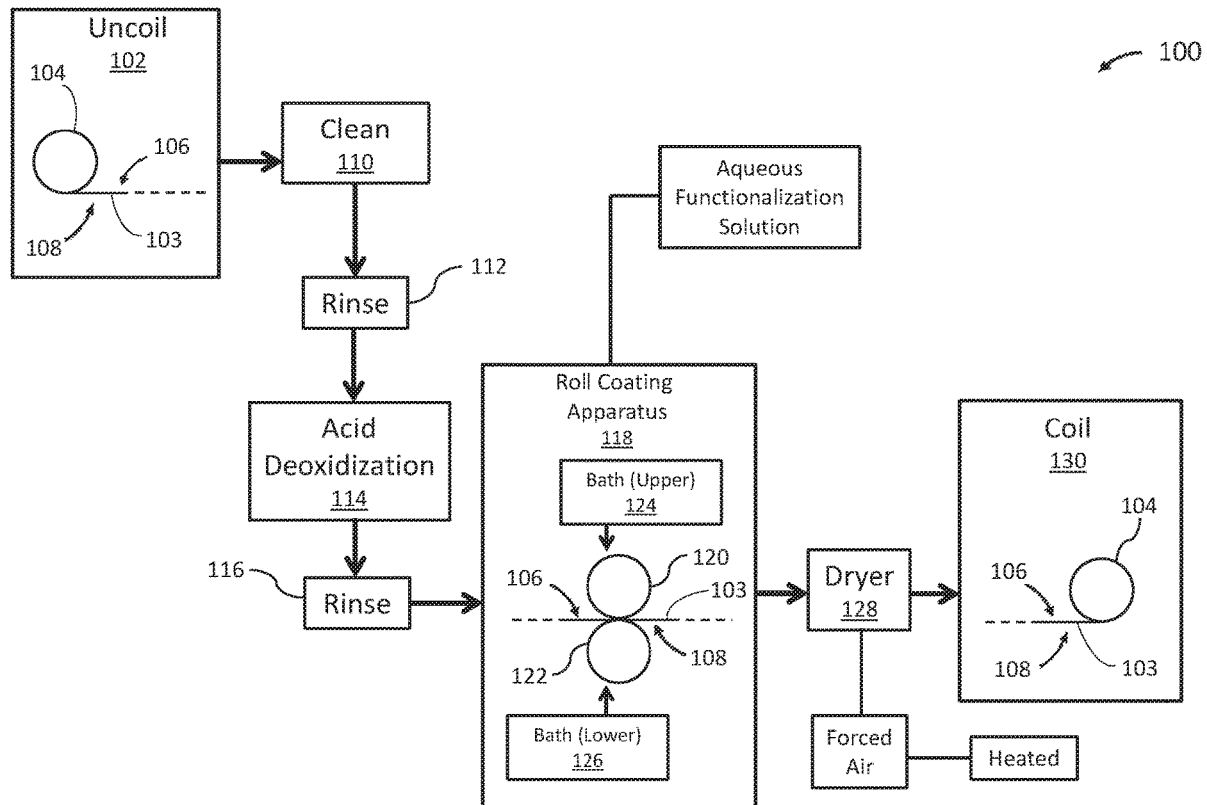 Uncoil
102
104
106
108
103
100
Clean
110
Aqueous
Functionalization
Solution
Rinse
112
Acid
Deoxidization
114
116
Rinse
Roll Coating
Apparatus
118
Bath (Upper)
124
120
106
103
122
108
Bath (Lower)
126
Dryer
128
Forced
Air
Heated
Coil
130
104
106
108
103